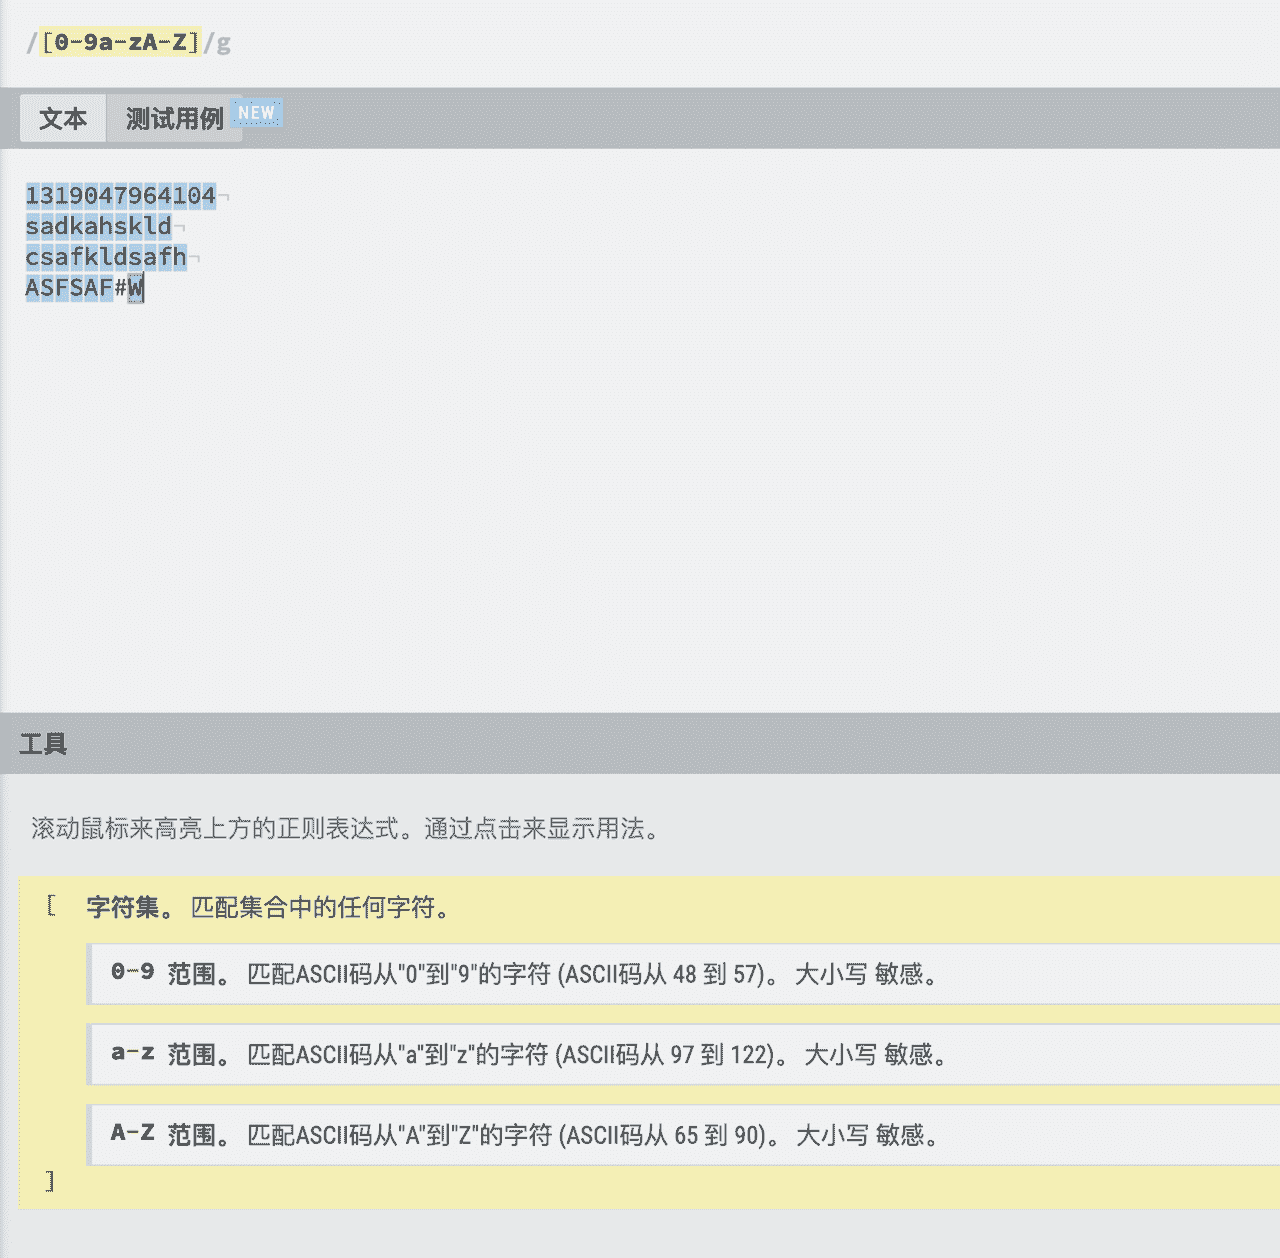 /[0-9a-zA-Z]/g
文本 测试用例 NEW
1319047964104¬
sadkahskld¬
csafkldsafh¬
ASFSAF#W
工具
滚动鼠标来高亮上方的正则表达式。通过点击来显示用法。
[ 字符集。 匹配集合中的任何字符。
0-9 范围。 匹配ASCII码从"0"到"9"的字符 (ASCII码从 48 到 57)。 大小写 敏感。
a-z 范围。 匹配ASCII码从"a"到"z"的字符 (ASCII码从 97 到 122)。 大小写 敏感。
A-Z 范围。 匹配ASCII码从"A"到"Z"的字符 (ASCII码从 65 到 90)。 大小写 敏感。
]